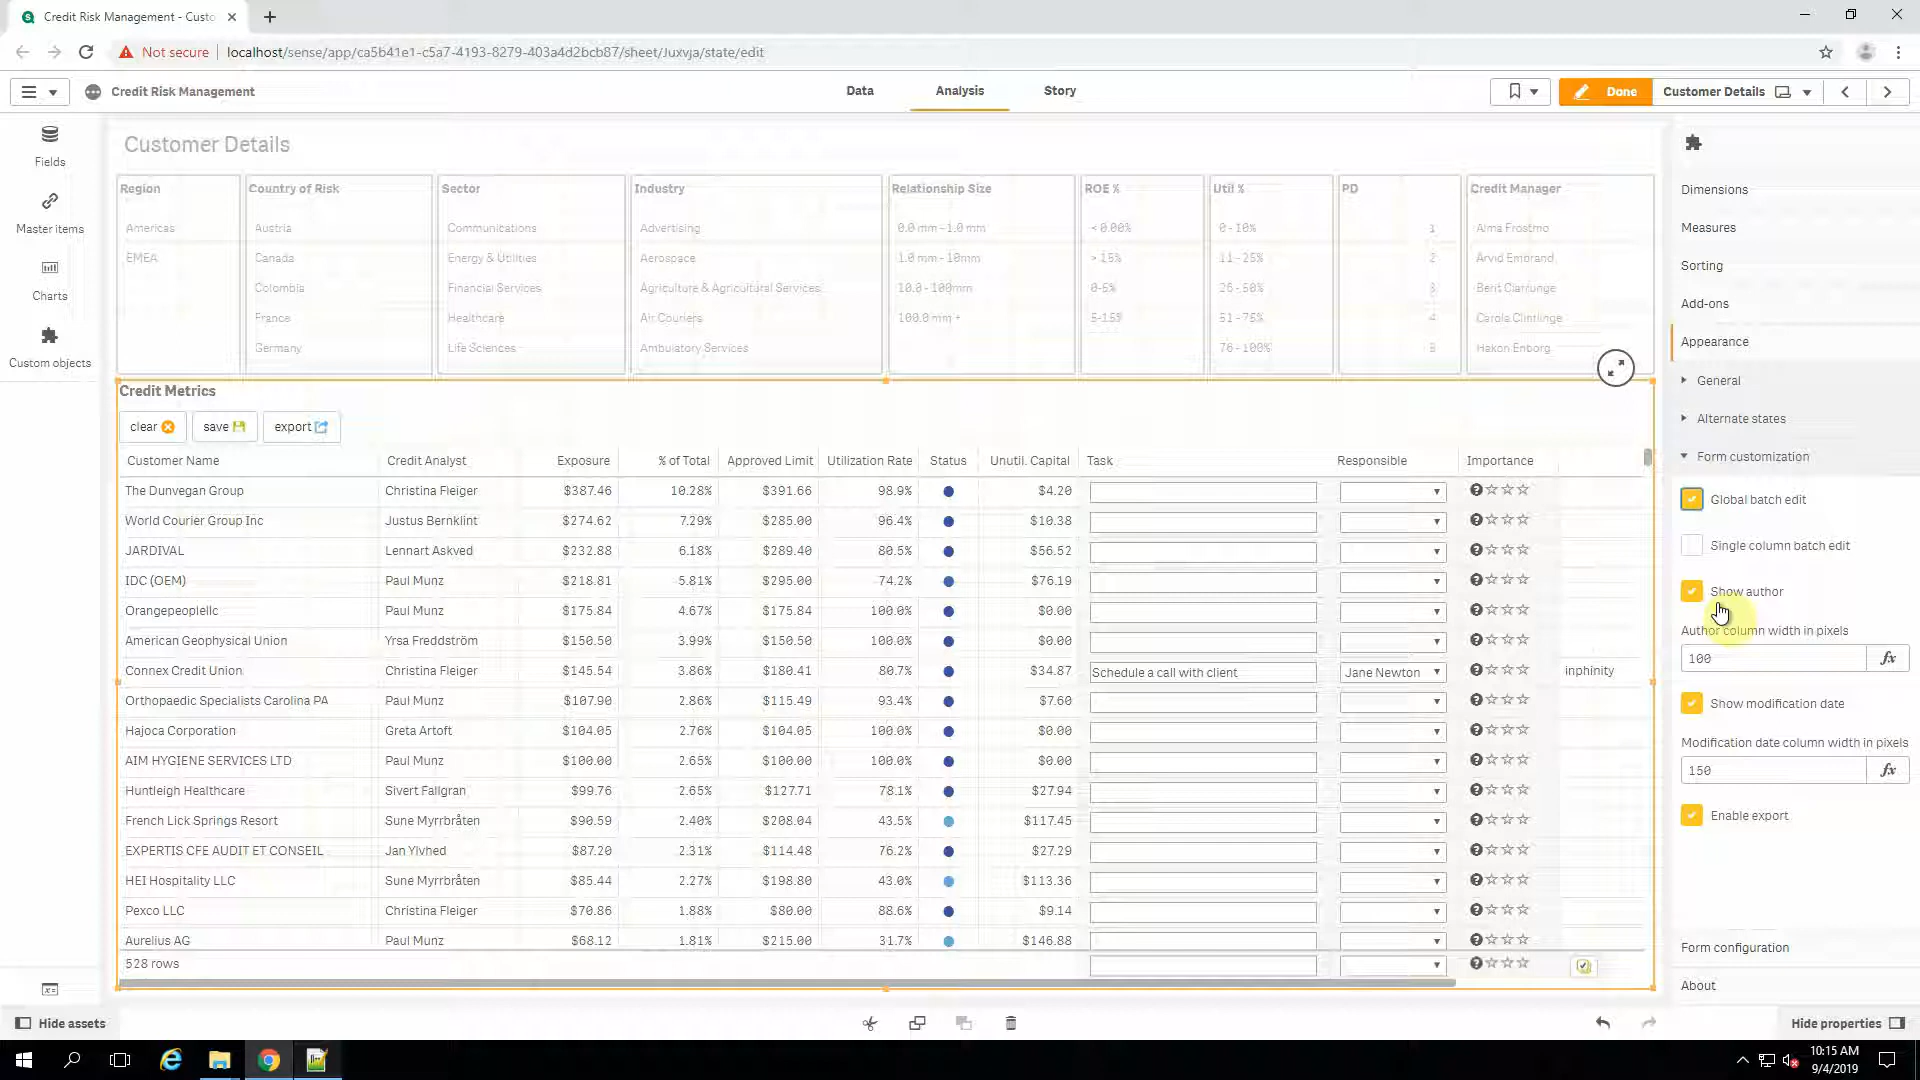 Credit Risk Management - Custo
Not secure
localhost/sense/app/ca5b41e1-c5a7-4193-8279-403a4d2bcb87/sheet/Juxvja/state/edit
Credit Risk Management
Data
Analysis
Story
Done
Customer Details
Fields
Master items
Charts
Custom objects
Customer Details
Region
Americas
EMEA
Country of Risk
Austria
Canada
Colombia
France
Germany
Sector
Communications
Energy & Utilities
Financial Services
Healthcare
Life Sciences
Industry
Advertising
Aerospace
Agriculture & Agricultural Services
Air Couriers
Ambulatory Services
Relationship Size
0.0 mm - 1.0 mm
1.0 mm - 10mm
10.0 - 100mm
100.0 mm +
ROE %
< 0.00%
> 15%
0-5%
5-15%
Util %
0 - 10%
11 - 25%
26 - 50%
51 - 75%
76 - 100%
PD
1
2
3
4
Credit Manager
Alma Frostmo
Arvid Embrand
Berit Clarrunge
Carola Clintinge
Hakon Enborg
Credit Metrics
clear
save
export
Customer Name Credit Analyst Exposure % of Total Approved Limit Utilization Rate Status Unutil. Capital Task Responsible Importance
The Dunvegan Group Christina Fleiger $387.46 10.28% $391.66 98.9% $4.20
World Courier Group Inc Justus Bernklint $274.62 7.29% $285.00 96.4% $10.38
JARDIVAL Lennart Askved $232.88 6.18% $289.40 80.5% $56.52
IDC (OEM) Paul Munz $218.81 5.81% $295.00 74.2% $76.19
Orangepeoplellc Paul Munz $175.84 4.67% $175.84 100.0% $0.00
American Geophysical Union Yrsa Freddström $150.50 3.99% $150.50 100.0% $0.00
Connex Credit Union Christina Fleiger $145.54 3.86% $180.41 80.7% $34.87 Schedule a call with client Jane Newton inphinity
Orthopaedic Specialists Carolina PA Paul Munz $107.90 2.86% $115.49 93.4% $7.60
Hajoca Corporation Greta Artoft $104.05 2.76% $104.05 100.0% $0.00
AIM HYGIENE SERVICES LTD Paul Munz $100.00 2.65% $100.00 100.0% $0.00
Huntleigh Healthcare Sivert Fallgran $99.76 2.65% $127.71 78.1% $27.94
French Lick Springs Resort Sune Myrrbråten $90.59 2.40% $208.04 43.5% $117.45
EXPERTIS CFE AUDIT ET CONSEIL Jan Ylvhed $87.20 2.31% $114.48 76.2% $27.29
HEI Hospitality LLC Sune Myrrbråten $85.44 2.27% $198.80 43.0% $113.36
Pexco LLC Christina Fleiger $70.86 1.88% $80.00 88.6% $9.14
Aurelius AG Paul Munz $68.12 1.81% $215.00 31.7% $146.88
528 rows
Dimensions
Measures
Sorting
Add-ons
Appearance
General
Alternate states
Form customization
Global batch edit
Single column batch edit
Show author
Author column width in pixels
100
fx
Show modification date
Modification date column width in pixels
150
fx
Enable export
Form configuration
About
Hide assets
Hide properties
10:15 AM
9/4/2019